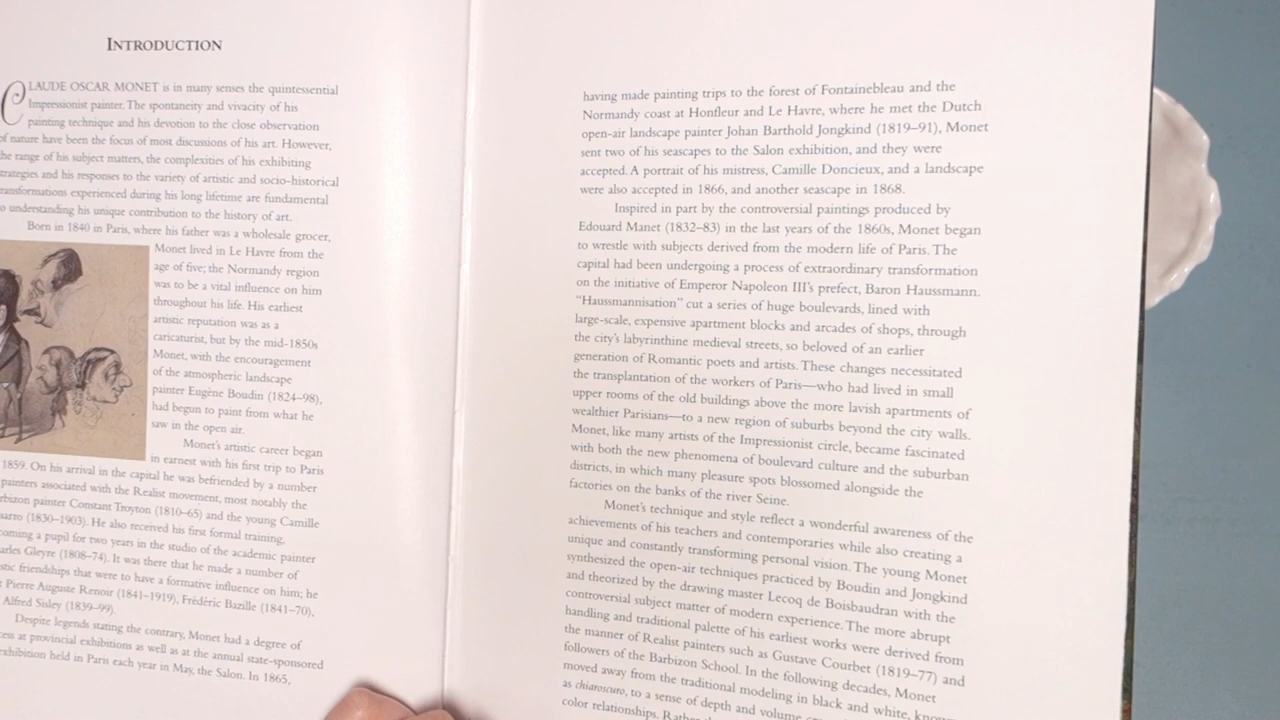 INTRODUCTION
CLAUDE OSCAR MONET is in many senses the quintessential
Impressionist painter. The spontaneity and vivacity of his
painting technique and his devotion to the close observation
of nature have been the focus of most discussions of his art. However,
the range of his subject matters, the complexities of his exhibiting
strategies and his responses to the variety of artistic and socio-historical
transformations experienced during his long lifetime are fundamental
to understanding his unique contribution to the history of art.
Born in 1840 in Paris, where his father was a wholesale grocer,
Monet lived in Le Havre from the
age of five; the Normandy region
was to be a vital influence on him
throughout his life. His earliest
artistic reputation was as a
caricaturist, but by the mid-1850s
Monet, with the encouragement
of the atmospheric landscape
painter Eugène Boudin (1824–98),
had begun to paint from what he
saw in the open air.
Monet's artistic career began
in earnest with his first trip to Paris
1859. On his arrival in the capital he was befriended by a number
painters associated with the Realist movement, most notably the
rbizon painter Constant Troyton (1810–65) and the young Camille
sarro (1830–1903). He also received his first formal training,
coming a pupil for two years in the studio of the academic painter
arles Gleyre (1808–74). It was there that he made a number of
stic friendships that were to have a formative influence on him; he
Pierre Auguste Renoir (1841–1919), Frédéric Bazille (1841–70),
Alfred Sisley (1839–99).
Despite legends stating the contrary, Monet had a degree of
cess at provincial exhibitions as well as at the annual state-sponsored
exhibition held in Paris each year in May, the Salon. In 1865,
having made painting trips to the forest of Fontainebleau and the
Normandy coast at Honfleur and Le Havre, where he met the Dutch
open-air landscape painter Johan Barthold Jongkind (1819–91), Monet
sent two of his seascapes to the Salon exhibition, and they were
accepted. A portrait of his mistress, Camille Doncieux, and a landscape
were also accepted in 1866, and another seascape in 1868.
Inspired in part by the controversial paintings produced by
Edouard Manet (1832–83) in the last years of the 1860s, Monet began
to wrestle with subjects derived from the modern life of Paris. The
capital had been undergoing a process of extraordinary transformation
on the initiative of Emperor Napoleon III's prefect, Baron Haussmann.
"Haussmannisation" cut a series of huge boulevards, lined with
large-scale, expensive apartment blocks and arcades of shops, through
the city's labyrinthine medieval streets, so beloved of an earlier
generation of Romantic poets and artists. These changes necessitated
the transplantation of the workers of Paris—who had lived in small
upper rooms of the old buildings above the more lavish apartments of
wealthier Parisians—to a new region of suburbs beyond the city walls.
Monet, like many artists of the Impressionist circle, became fascinated
with both the new phenomena of boulevard culture and the suburban
districts, in which many pleasure spots blossomed alongside the
factories on the banks of the river Seine.
Monet's technique and style reflect a wonderful awareness of the
achievements of his teachers and contemporaries while also creating a
unique and constantly transforming personal vision. The young Monet
synthesized the open-air techniques practiced by Boudin and Jongkind
and theorized by the drawing master Lecoq de Boisbaudran with the
controversial subject matter of modern experience. The more abrupt
handling and traditional palette of his earliest works were derived from
the manner of Realist painters such as Gustave Courbet (1819–77) and
followers of the Barbizon School. In the following decades, Monet
moved away from the traditional modeling in black and white, known
as chiaroscuro, to a sense of depth and volume
color relationships. Rather